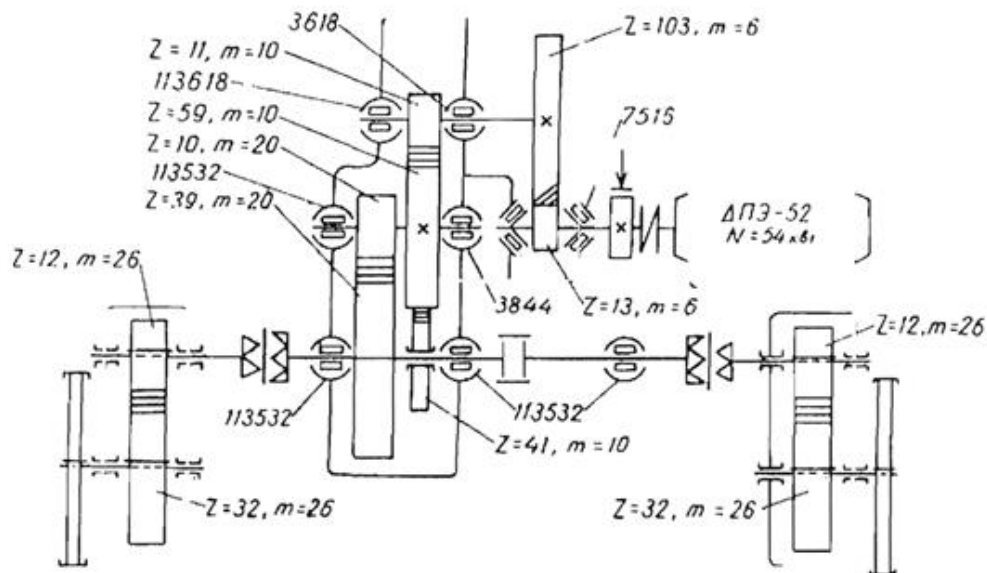 3618
Z=103, m=6
Z=11, m=10
113618
Z=59, m=10
7516
Z=10, m=20
113532
Z=39, m=20
ДПЭ-52
N=54 квт
Z=12, m=26
3844
Z=13, m=6
Z=12, m=26
113532
113532
Z=41, m=10
Z=32, m=26
Z=32, m=26